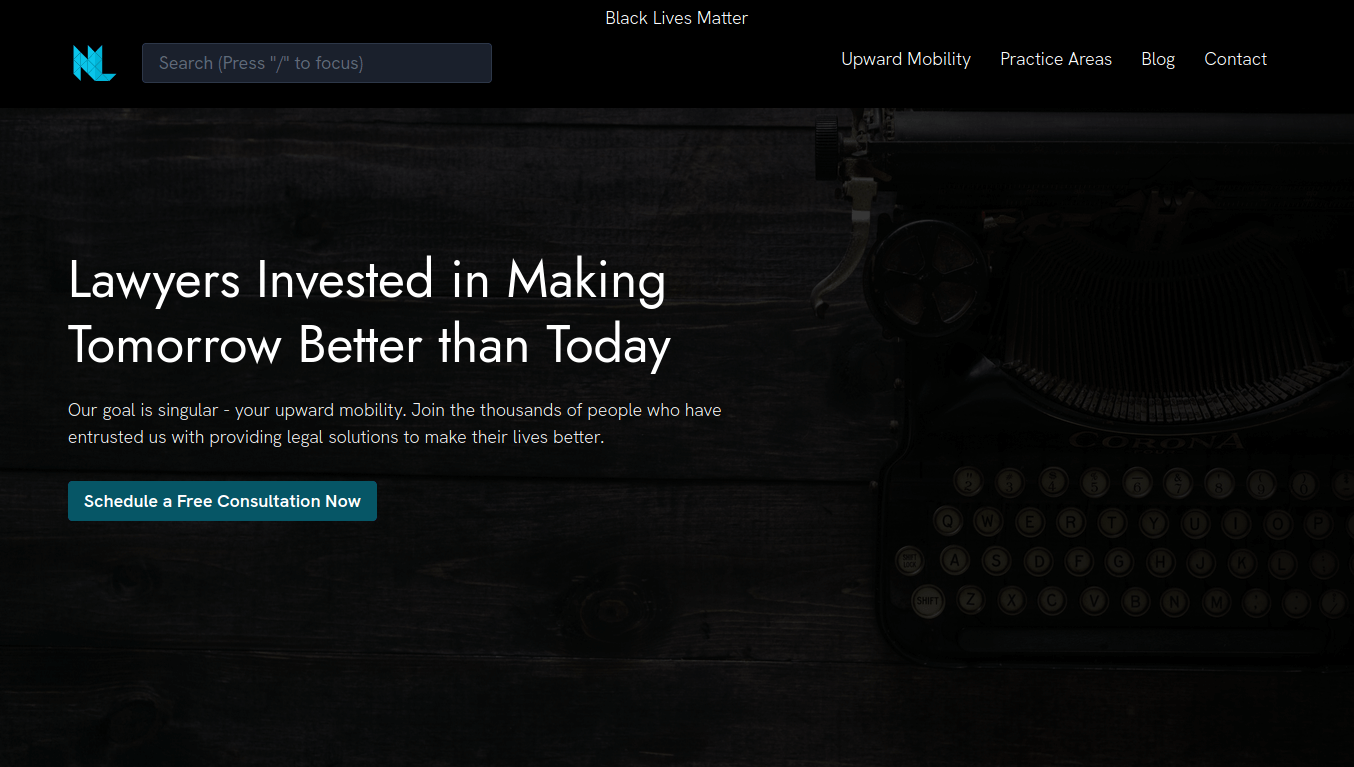 Black Lives Matter
NL
Search (Press "/" to focus)
Upward Mobility Practice Areas Blog Contact
Lawyers Invested in Making
Tomorrow Better than Today
Our goal is singular - your upward mobility. Join the thousands of people who have
entrusted us with providing legal solutions to make their lives better.
Schedule a Free Consultation Now
CORONA
2 3 4 5 6 7 8 9
Q W E R T Y U I O P
A S D F G H J K L
SHIFT Z X C V B N M